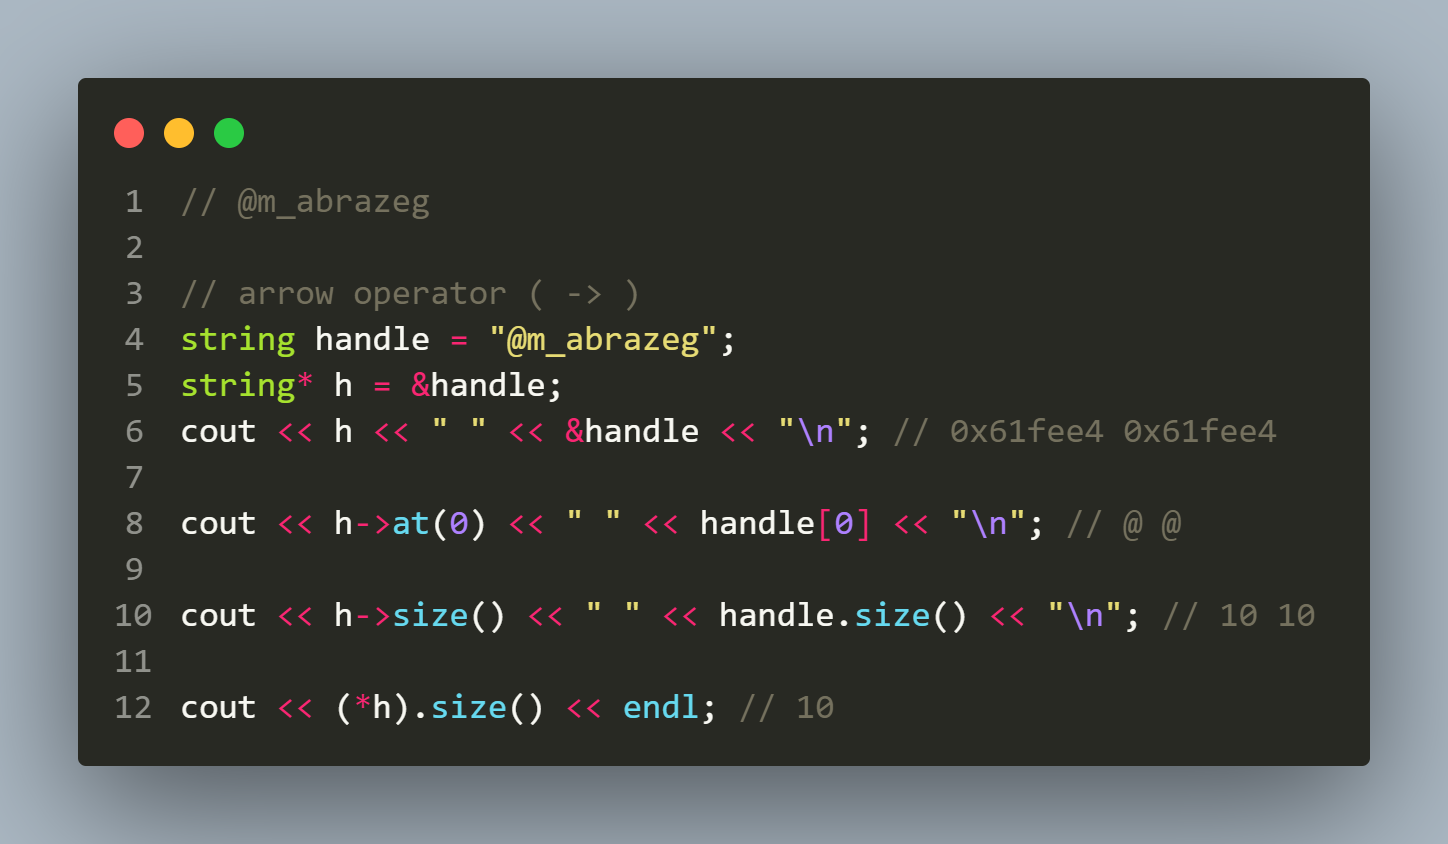 1 // @m_abrazeg
2
3 // arrow operator ( -> )
4 string handle = "@m_abrazeg";
5 string* h = &handle;
6 cout << h << " " << &handle << "\n"; // 0x61fee4 0x61fee4
7
8 cout << h->at(0) << " " << handle[0] << "\n"; // @ @
9
10 cout << h->size() << " " << handle.size() << "\n"; // 10 10
11
12 cout << (*h).size() << endl; // 10